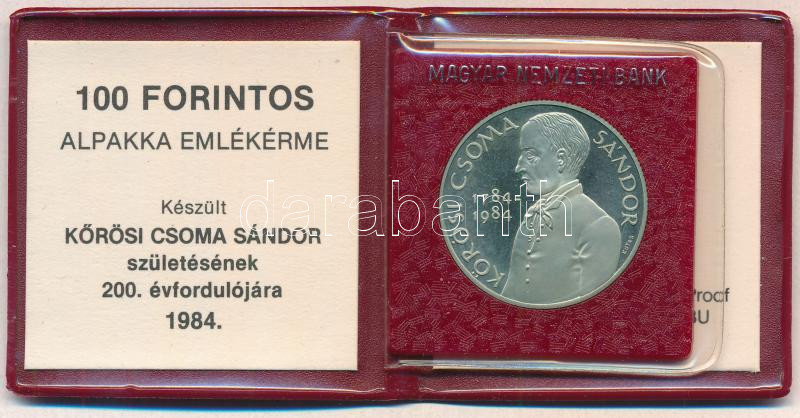 100 FORINTOS
ALPAKKA EMLÉKÉRME
Készült
KŐRÖSI CSOMA SÁNDOR
születésének
200. évfordulójára
1984.
MAGYAR NEMZETI BANK
KŐRÖSI CSOMA SÁNDOR
1784-
1984
Proof
BU
darabanth